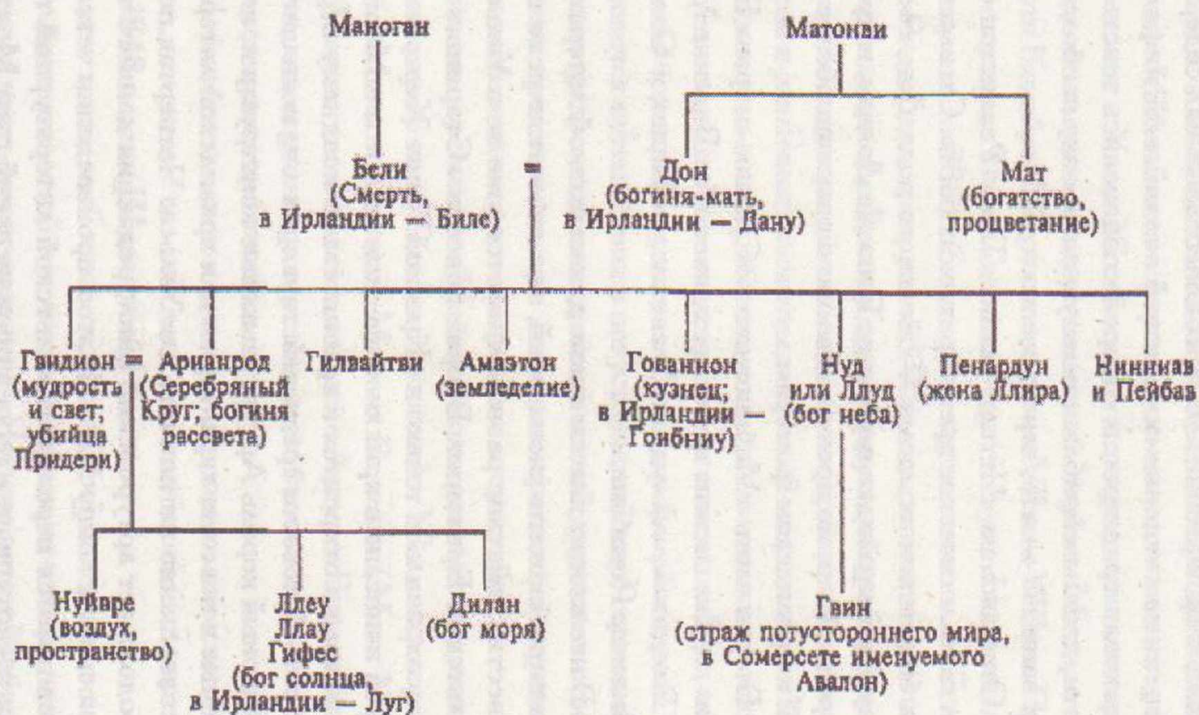 Маноган
Матонви
Бели
(Смерть,
в Ирландии — Биле)
=
Дон
(богиня-мать,
в Ирландии — Дану)
Мат
(богатство,
процветание)
Гвидион
(мудрость
и свет;
убийца
Придери)
=
Арианрод
(Серебряный
Круг; богиня
рассвета)
Гилвайтви
Амаэтон
(земледелие)
Гованнон
(кузнец;
в Ирландии —
Гоибниу)
Нуд
или Ллуд
(бог неба)
Пенардун
(жена Ллира)
Нинниав
и Пейбав
Нуйвре
(воздух,
пространство)
Ллеу
Ллау
Гифес
(бог солнца,
в Ирландии — Луг)
Дилан
(бог моря)
Гвин
(страж потустороннего мира,
в Сомерсете именуемого
Авалон)